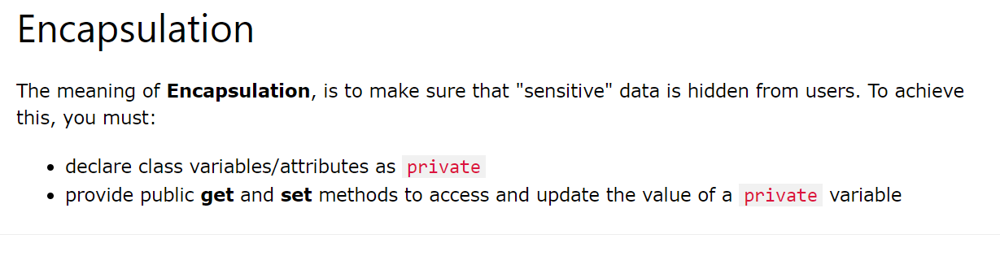 Encapsulation
The meaning of Encapsulation, is to make sure that "sensitive" data is hidden from users. To achieve
this, you must:
• declare class variables/attributes as private
• provide public get and set methods to access and update the value of a private variable